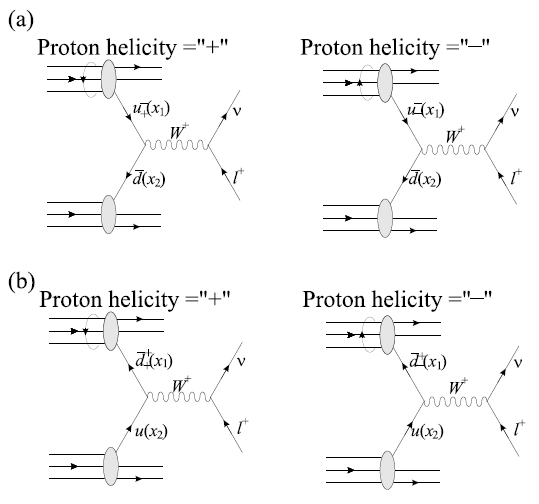 (a)
Proton helicity ="+" Proton helicity ="−"
u₊⁻(x₁) ν u₋⁻(x₁) ν
W⁺ W⁺
d̄(x₂) l⁺ d̄(x₂) l⁺
(b)
Proton helicity ="+" Proton helicity ="−"
d̄₊⁺(x₁) ν d̄₋⁺(x₁) ν
W⁺ W⁺
u(x₂) l⁺ u(x₂) l⁺